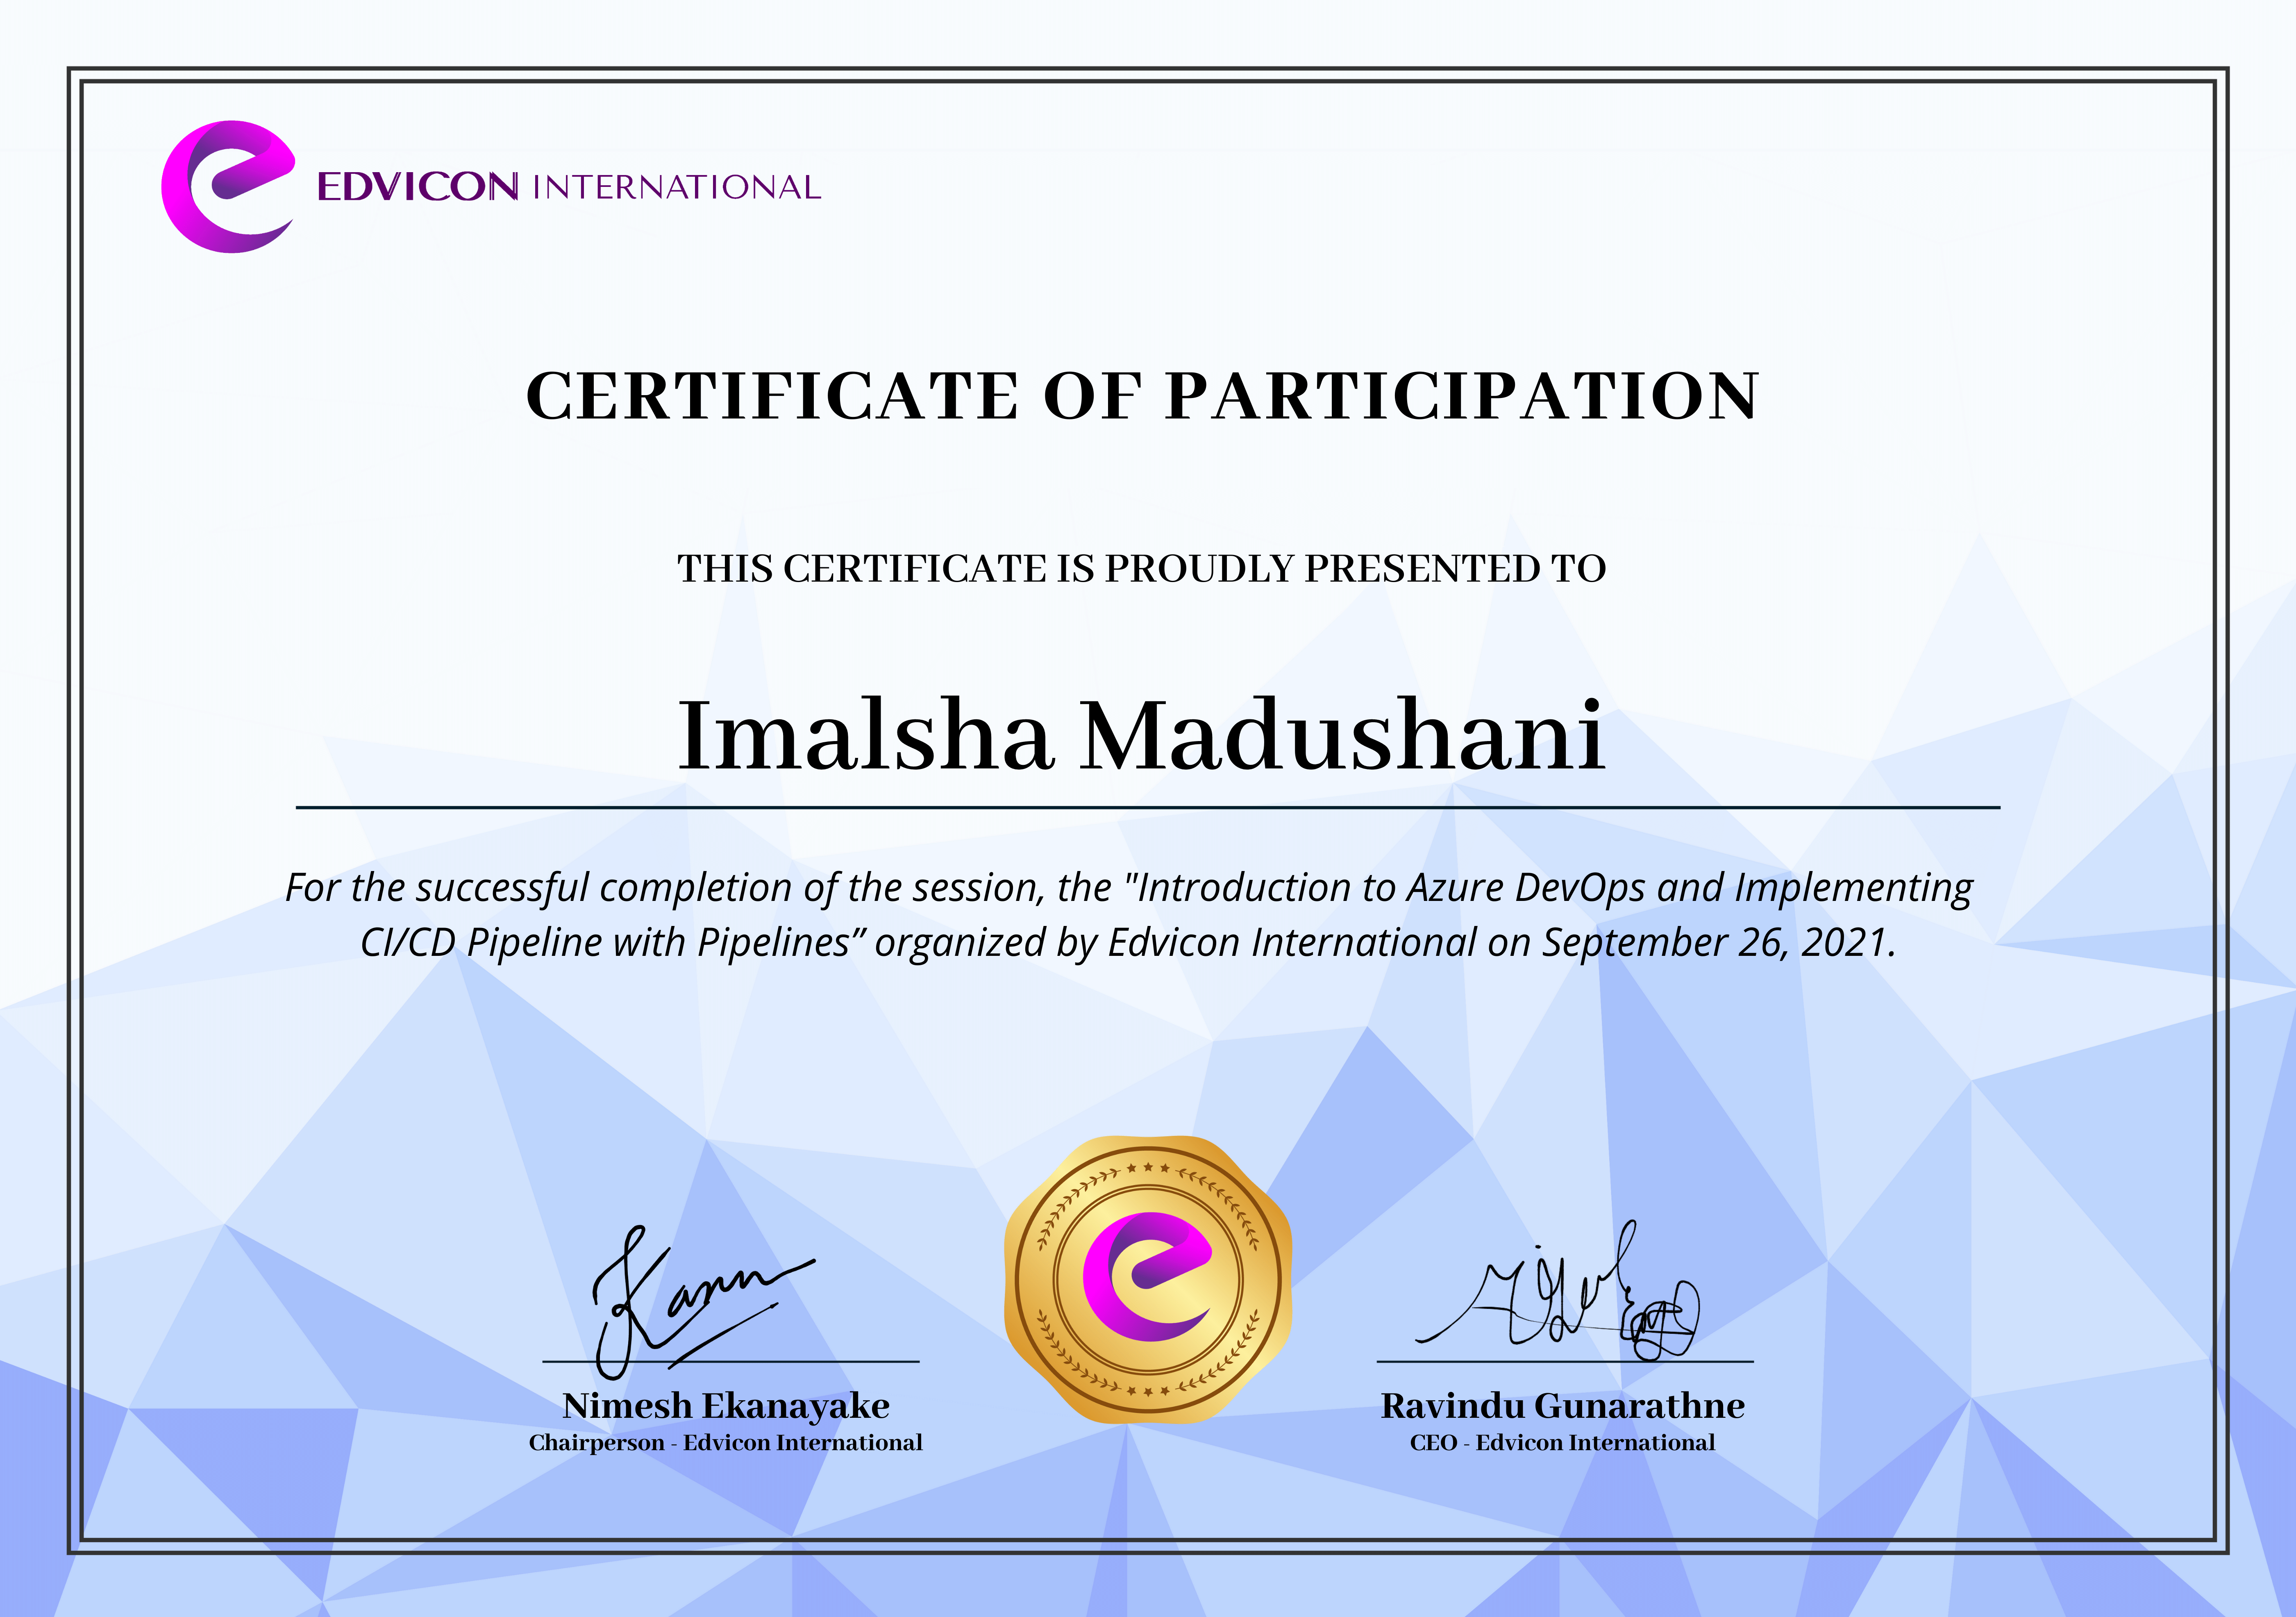 EDVICON INTERNATIONAL
CERTIFICATE OF PARTICIPATION
THIS CERTIFICATE IS PROUDLY PRESENTED TO
Imalsha Madushani
For the successful completion of the session, the "Introduction to Azure DevOps and Implementing
CI/CD Pipeline with Pipelines” organized by Edvicon International on September 26, 2021.
Nimesh Ekanayake
Chairperson - Edvicon International
Ravindu Gunarathne
CEO - Edvicon International